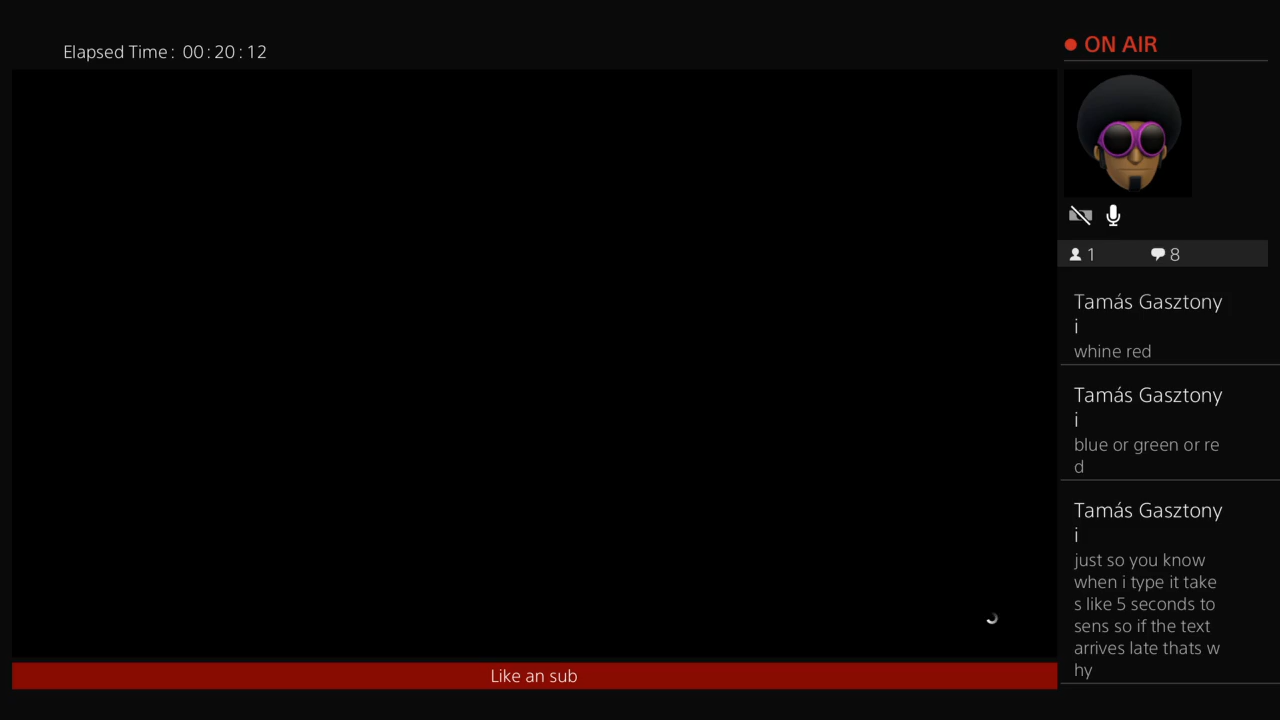 Elapsed Time: 00:20:12
ON AIR
1 8
Tamás Gasztony
i
whine red
Tamás Gasztony
i
blue or green or re
d
Tamás Gasztony
i
just so you know
when i type it take
s like 5 seconds to
sens so if the text
arrives late thats w
hy
Like an sub